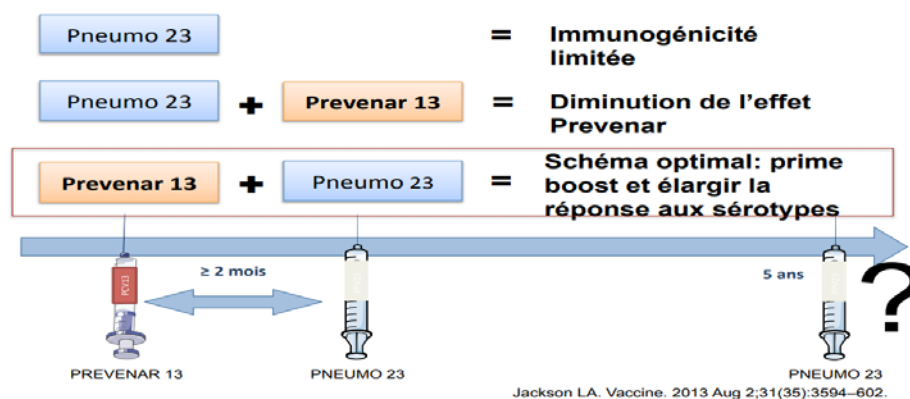 Pneumo 23 = Immunogénicité
limitée
Pneumo 23 + Prevenar 13 = Diminution de l'effet
Prevenar
Prevenar 13 + Pneumo 23 = Schéma optimal: prime
boost et élargir la
réponse aux sérotypes
≥ 2 mois
5 ans
PCV13
?
PREVENAR 13
PNEUMO 23
PNEUMO 23
Jackson LA. Vaccine. 2013 Aug 2;31(35):3594–602.